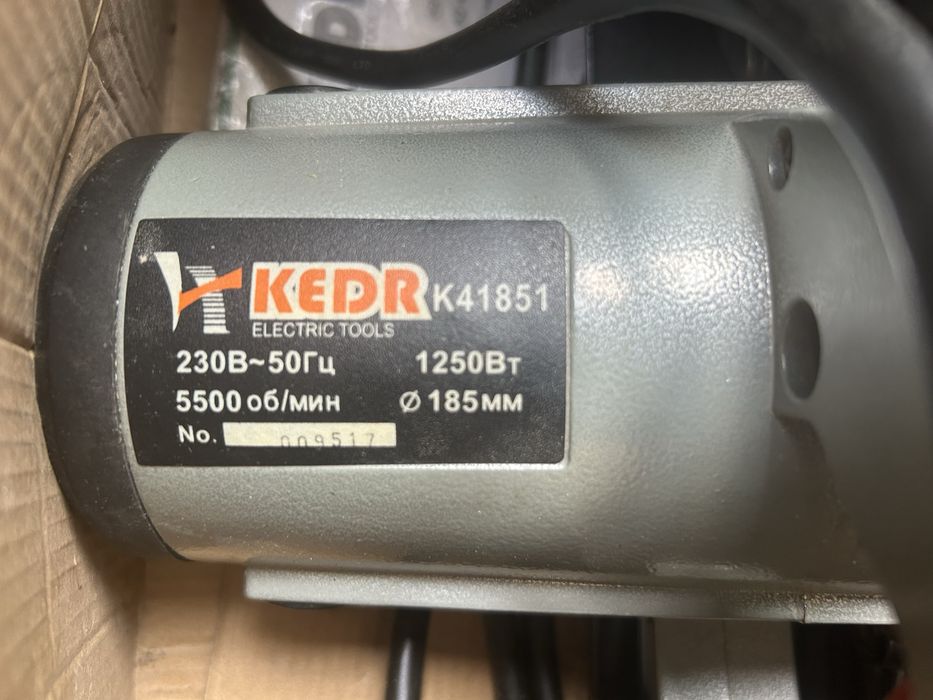 KEDR K41851
ELECTRIC TOOLS
230В~50Гц 1250Вт
5500 об/мин ⌀ 185мм
No. 009517